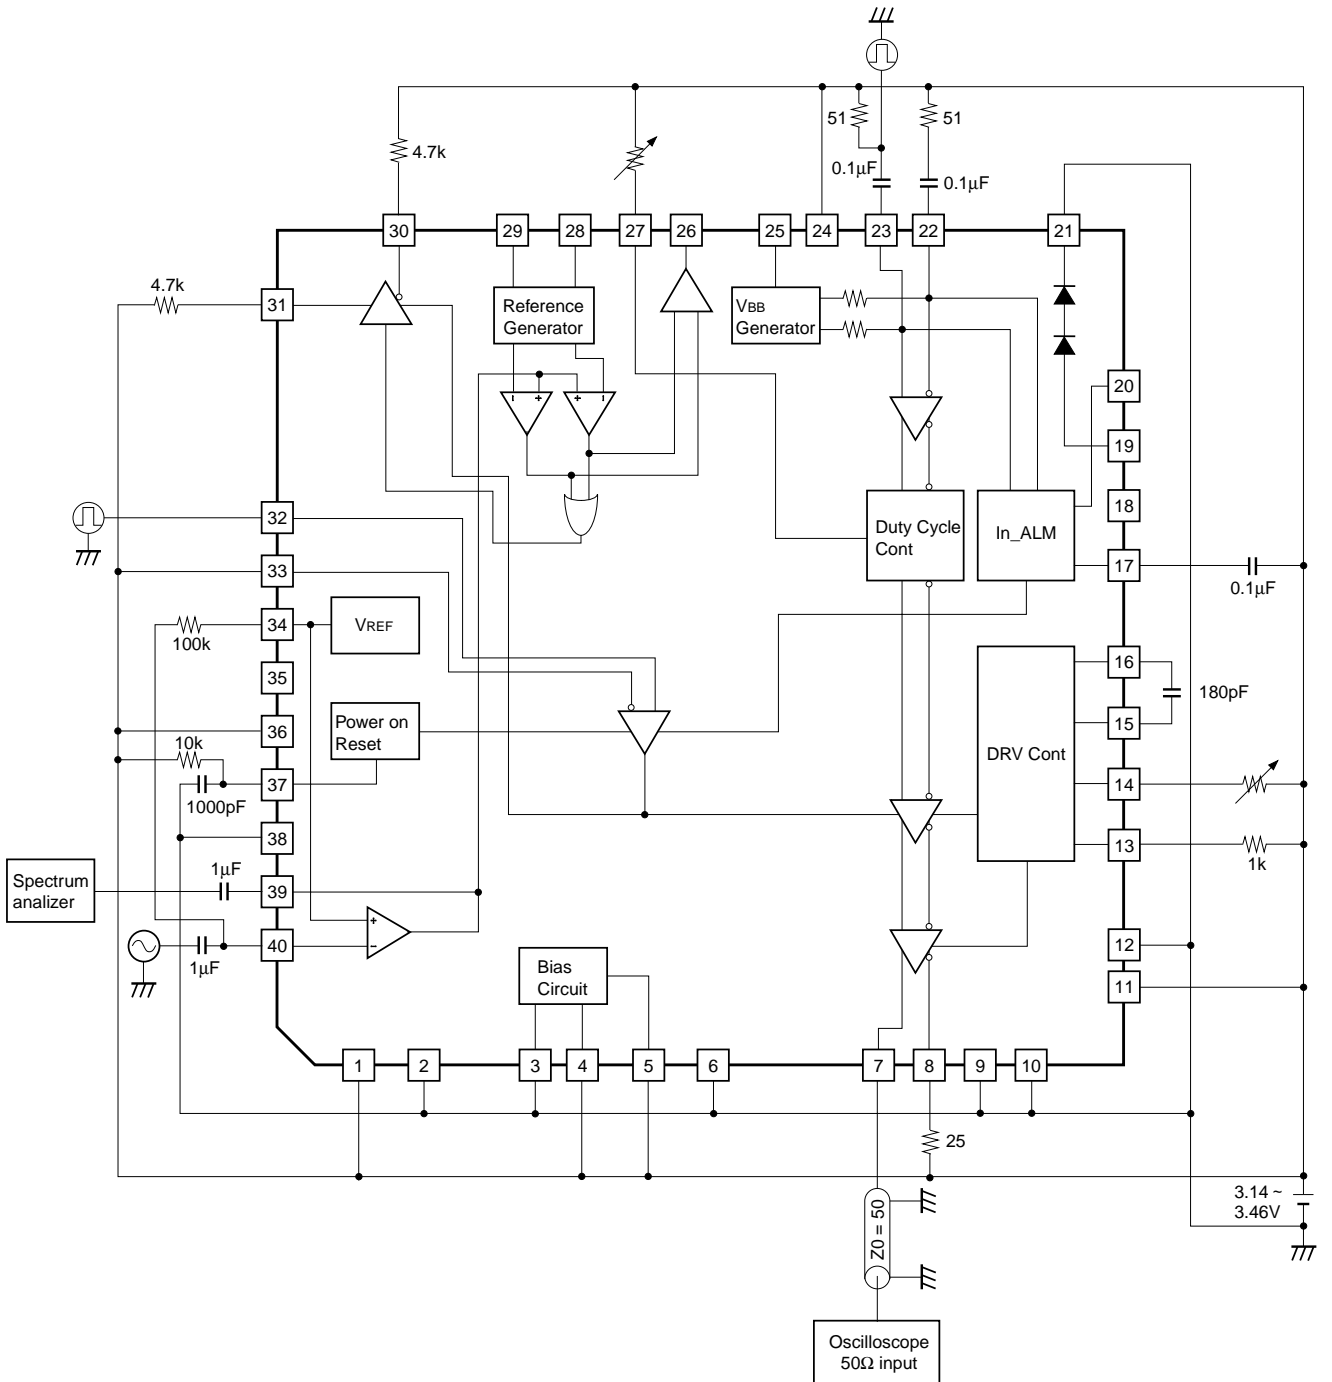 51
51
4.7k
0.1µF
0.1µF
30
29
28
27
26
25
24
23
22
21
4.7k
31
Reference
Generator
VBB
Generator
20
19
- + + -
32
Duty Cycle
Cont
In_ALM
18
33
17
0.1µF
34
100k
VREF
35
16
180pF
36
Power on
Reset
15
10k
DRV Cont
37
1000pF
14
38
13
1k
Spectrum
analizer
1µF
39
+
-
40
1µF
Bias
Circuit
12
11
1
2
3
4
5
6
7
8
9
10
25
3.14 ~
3.46V
Z0 = 50
Oscilloscope
50Ω input